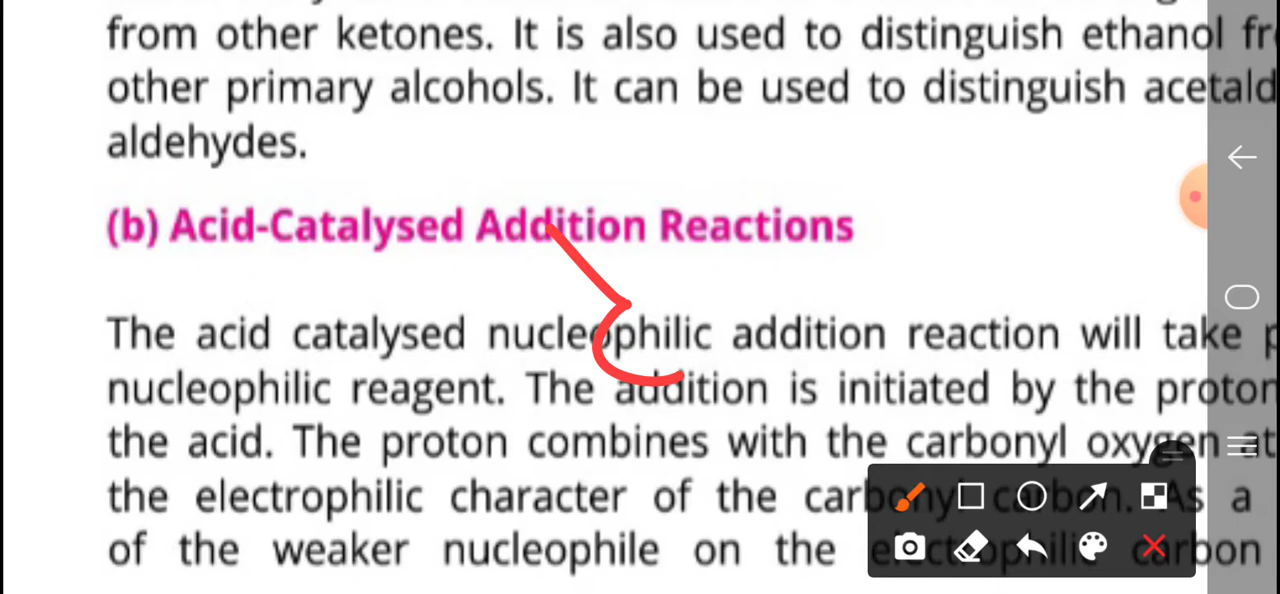 from other ketones. It is also used to distinguish ethanol
other primary alcohols. It can be used to distinguish
aldehydes.
(b) Acid-Catalysed Addition Reactions
The acid catalysed nucleophilic addition reaction will take
nucleophilic reagent. The addition is initiated by the
the acid. The proton combines with the carbonyl oxygen at
the electrophilic character of the carbonyl carbon. As a
of the weaker nucleophile on the electrophilic carbon